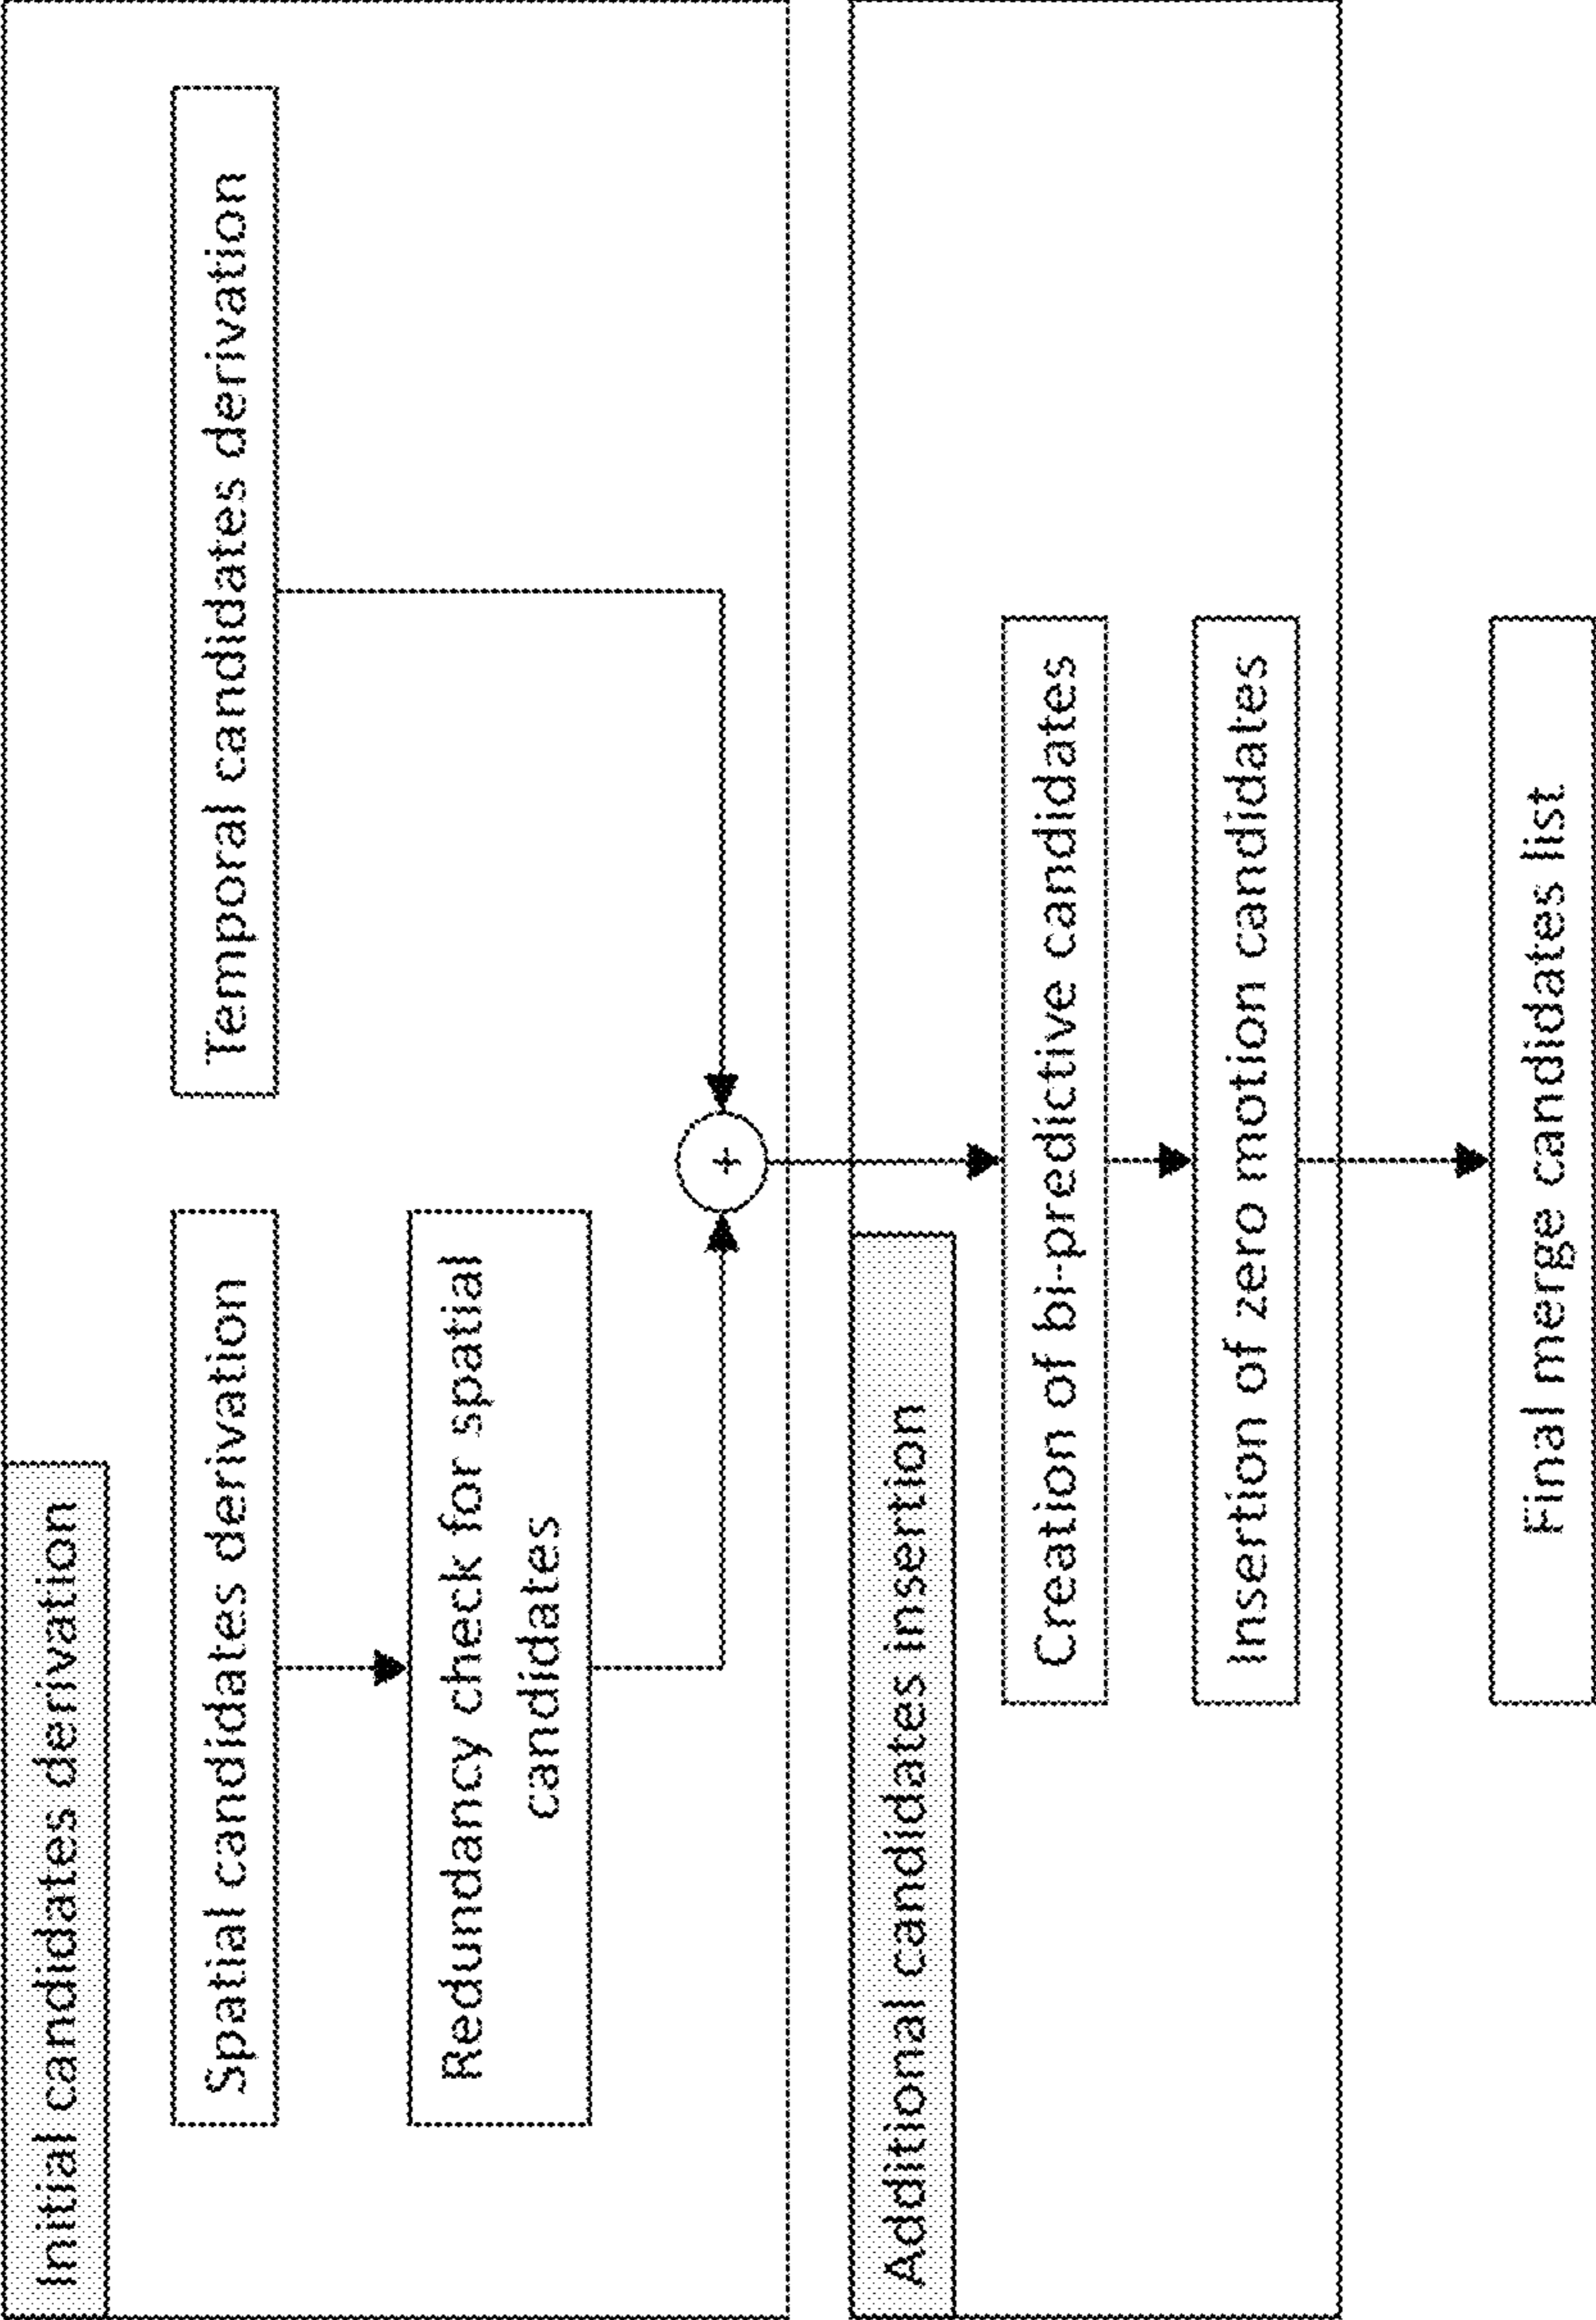 Initial candidates derivation
Spatial candidates derivation
Temporal candidates derivation
Redundancy check for spatial
candidates
+
Additional candidates insertion
Creation of bi-predictive candidates
Insertion of zero motion candidates
Final merge candidates list